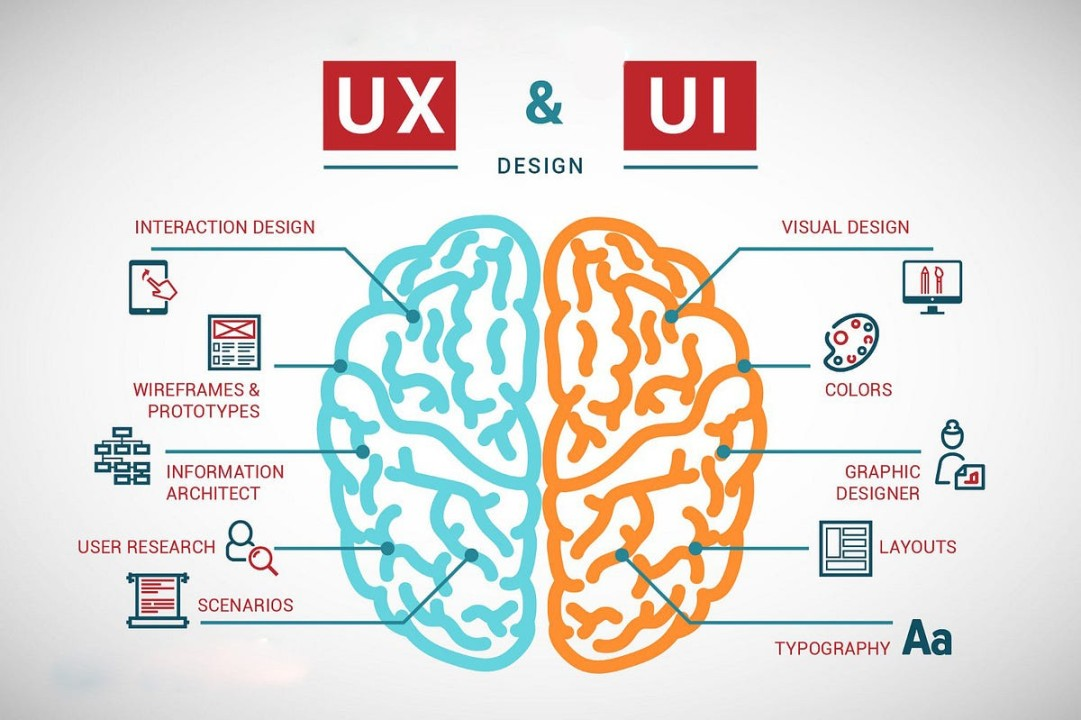 UX & UI
DESIGN
INTERACTION DESIGN
WIREFRAMES &
PROTOTYPES
INFORMATION
ARCHITECT
USER RESEARCH
SCENARIOS
VISUAL DESIGN
COLORS
GRAPHIC
DESIGNER
LAYOUTS
TYPOGRAPHY Aa